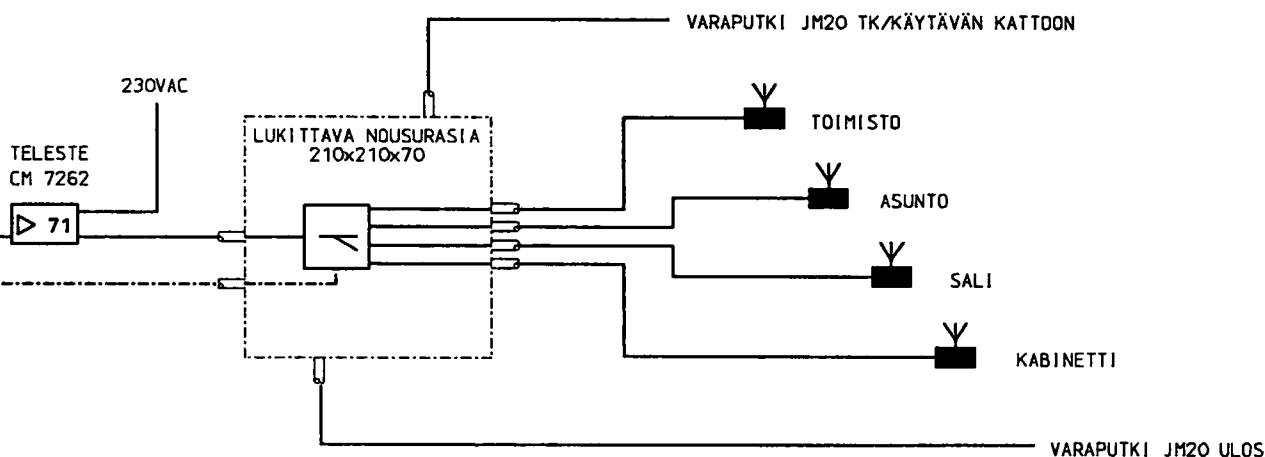 VARAPUTKI JM20 TK/KÄYTÄVÄN KATTOON
230VAC
LUKITTAVA NOUSURASIA
210x210x70
TELESTE
CM 7262
71
TOIMISTO
ASUNTO
SALI
KABINETTI
VARAPUTKI JM20 ULOS